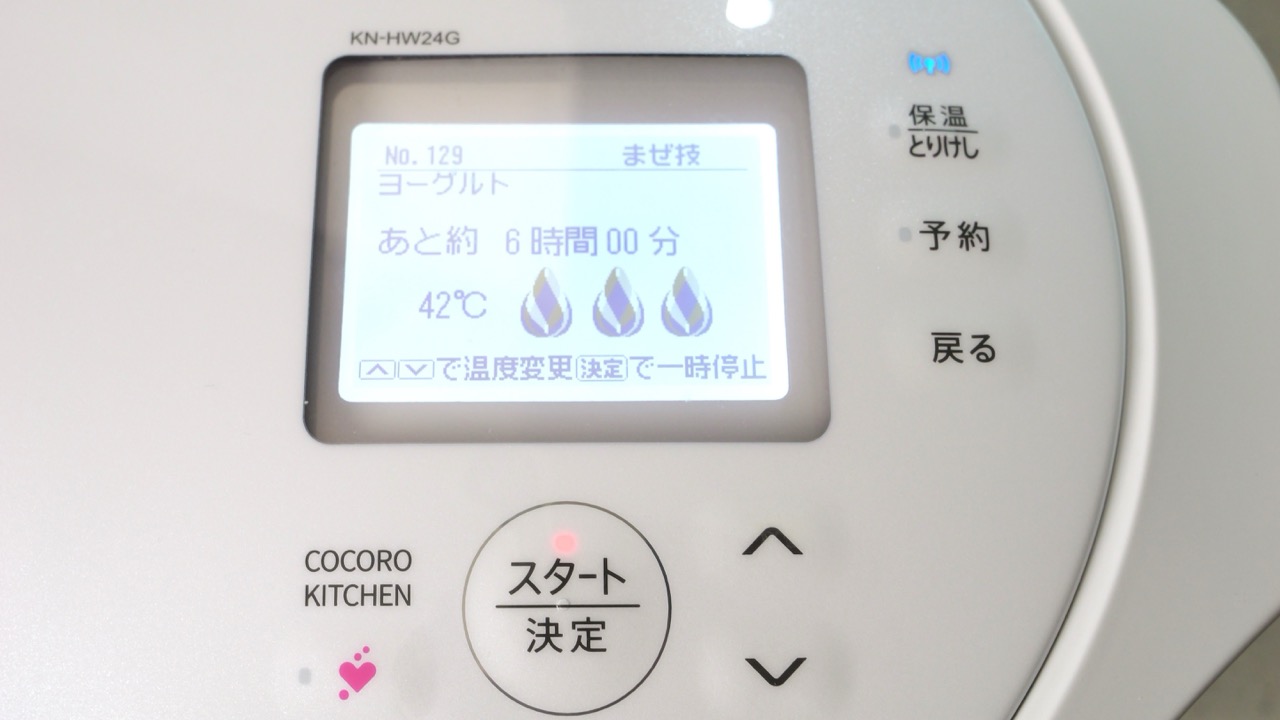 KN-HW24G
No. 129 まぜ技
ヨーグルト
あと約 6時間00分
42℃
で温度変更 決定 で一時停止
保温
とりけし
予約
戻る
COCORO
KITCHEN
スタート
決定